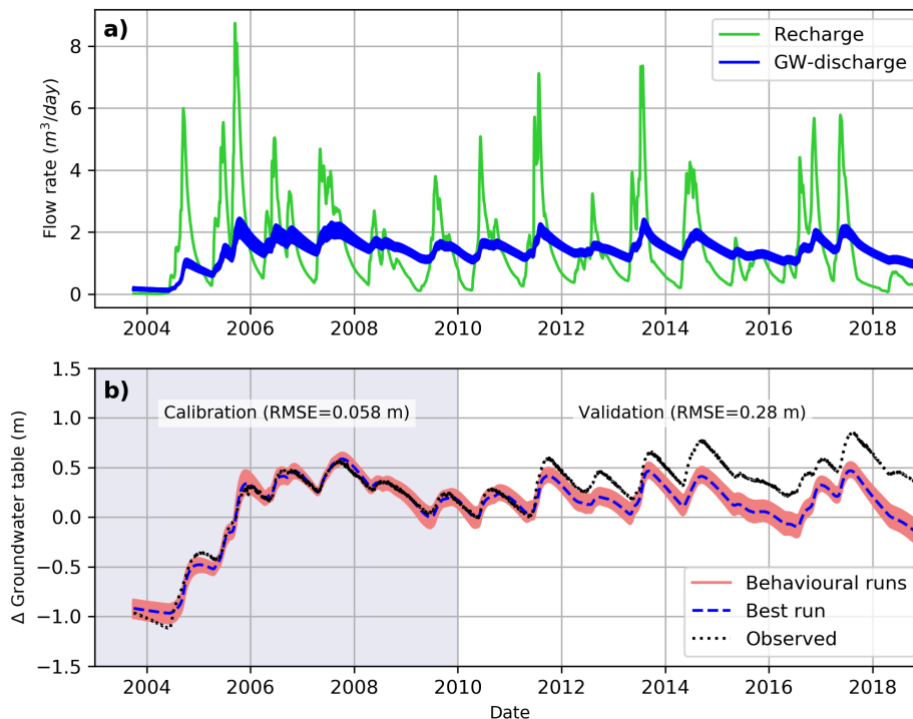 a)
Recharge
GW-discharge
Flow rate (m³/day)
8
6
4
2
0
2004 2006 2008 2010 2012 2014 2016 2018
b)
Calibration (RMSE=0.058 m)
Validation (RMSE=0.28 m)
Δ Groundwater table (m)
1.5
1.0
0.5
0.0
−0.5
−1.0
−1.5
Behavioural runs
Best run
Observed
2004 2006 2008 2010 2012 2014 2016 2018
Date